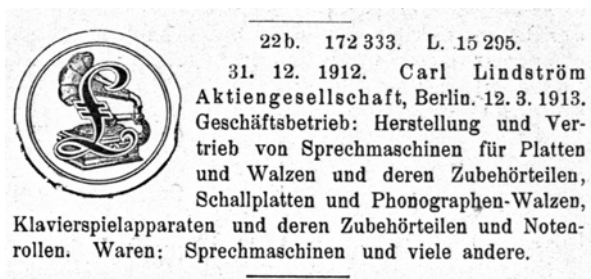 22b. 172 333. L. 15 295.
31. 12. 1912. Carl Lindström
Aktiengesellschaft, Berlin. 12. 3. 1913.
Geschäftsbetrieb: Herstellung und Ver-
trieb von Sprechmaschinen für Platten
und Walzen und deren Zubehörteilen,
Schallplatten und Phonographen-Walzen,
Klavierspielapparaten und deren Zubehörteilen und Noten-
rollen. Waren: Sprechmaschinen und viele andere.
£